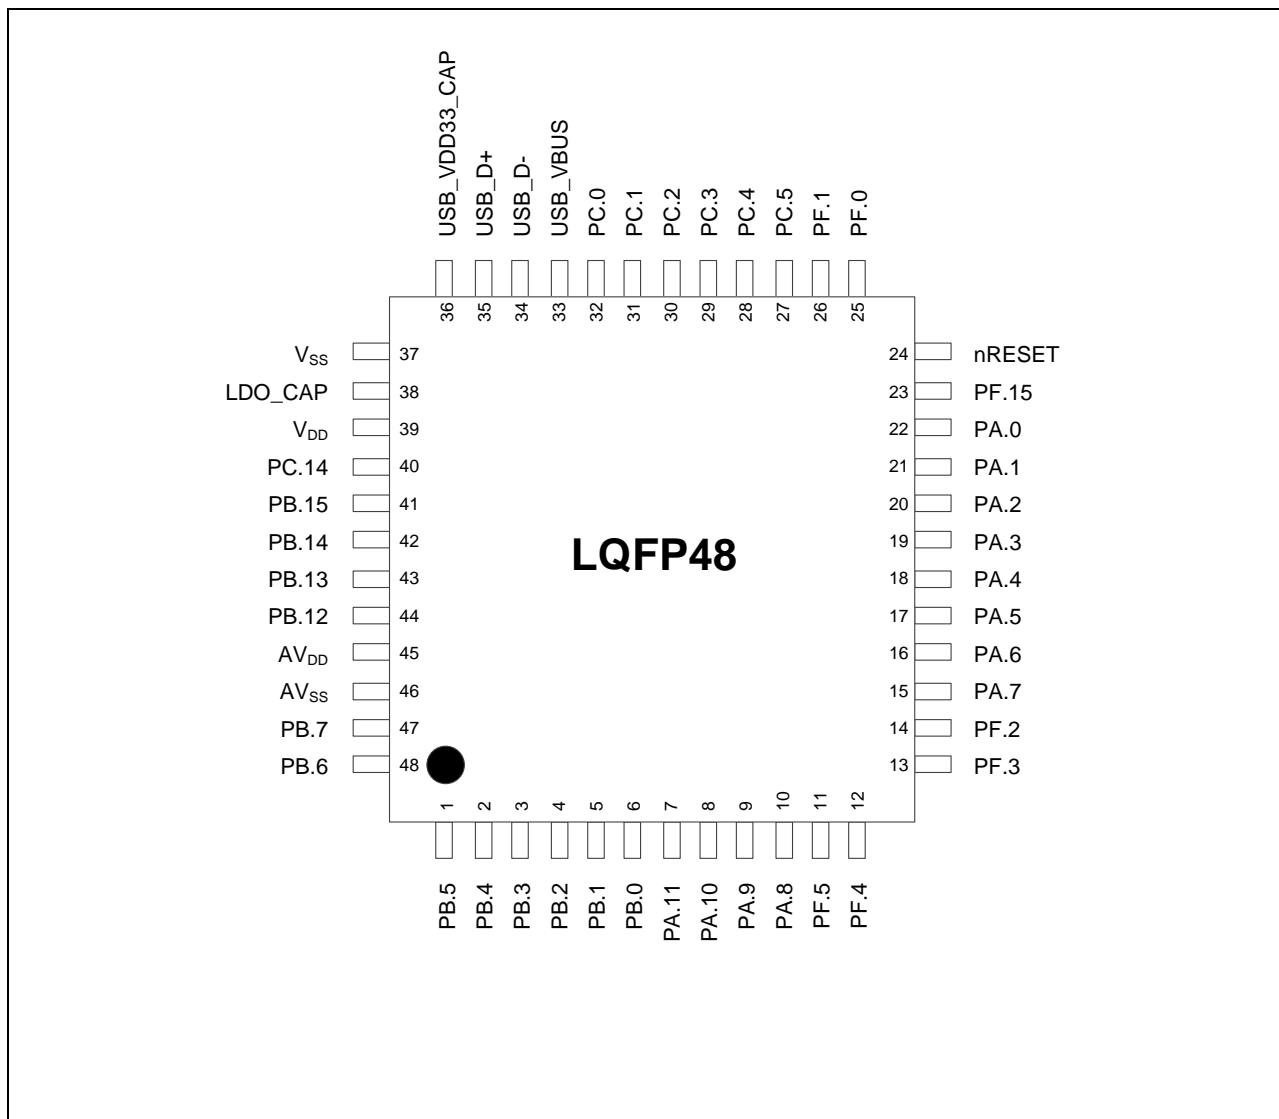 USB_VDD33_CAP
USB_D+
USB_D-
USB_VBUS
PC.0
PC.1
PC.2
PC.3
PC.4
PC.5
PF.1
PF.0
36
35
34
33
32
31
30
29
28
27
26
25
VSS 37
LDO_CAP 38
VDD 39
PC.14 40
PB.15 41
PB.14 42
PB.13 43
PB.12 44
AVDD 45
AVSS 46
PB.7 47
PB.6 48
LQFP48
24 nRESET
23 PF.15
22 PA.0
21 PA.1
20 PA.2
19 PA.3
18 PA.4
17 PA.5
16 PA.6
15 PA.7
14 PF.2
13 PF.3
1
2
3
4
5
6
7
8
9
10
11
12
PB.5
PB.4
PB.3
PB.2
PB.1
PB.0
PA.11
PA.10
PA.9
PA.8
PF.5
PF.4